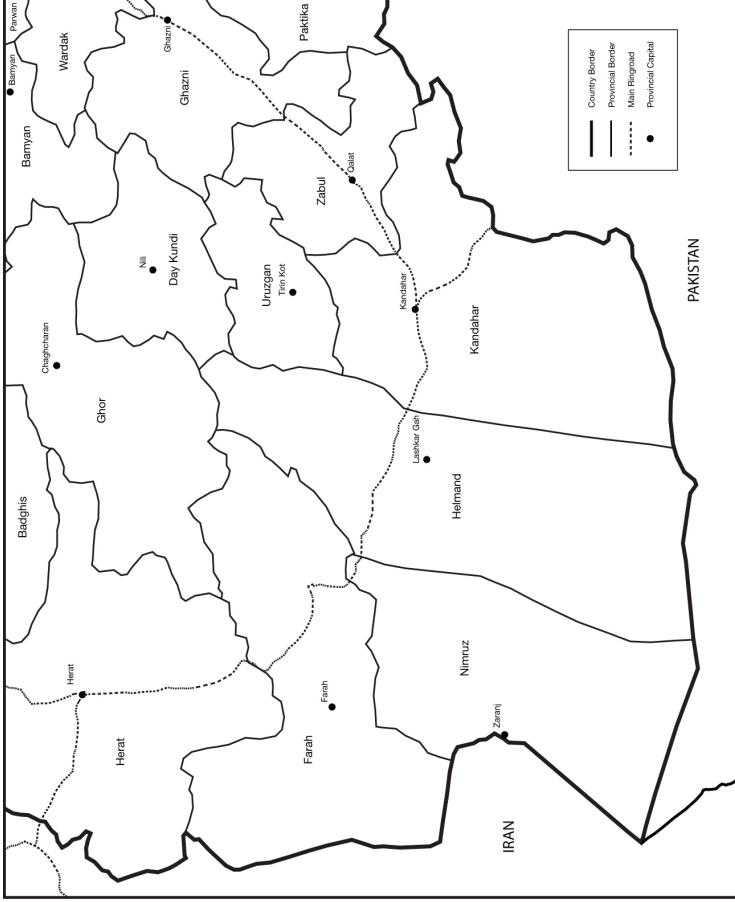 Bamyan
Parwan
Badghis
Bamyan
Chaghcharan
Wardak
Herat
Ghor
Herat
Nili
Ghazni
Day Kundi
Ghazni
Uruzgan
Tirin Kot
Paktika
Farah
Zabul
Farah
Qalat
Kandahar
Lashkar Gah
Helmand
Nimruz
Kandahar
Zaranj
IRAN
Country Border
Provincial Border
Main Ringroad
Provincial Capital
PAKISTAN